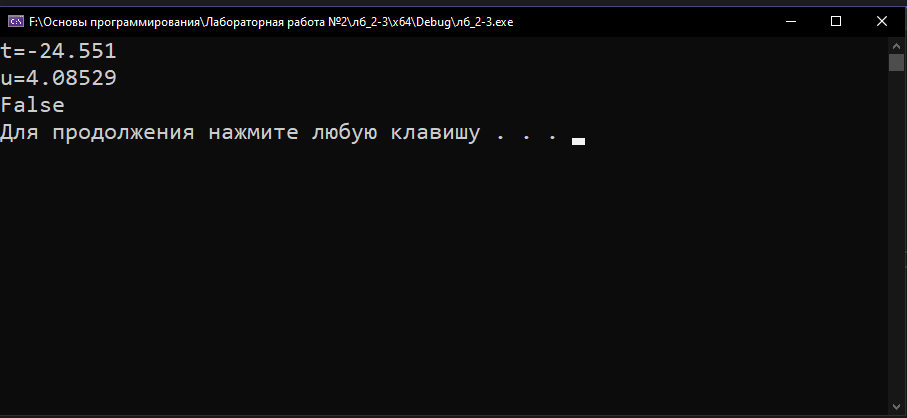 F:\Основы программирования\Лабораторная работа №2\лб_2-3\x64\Debug\лб_2-3.exe
t=-24.551
u=4.08529
False
Для продолжения нажмите любую клавишу . . .